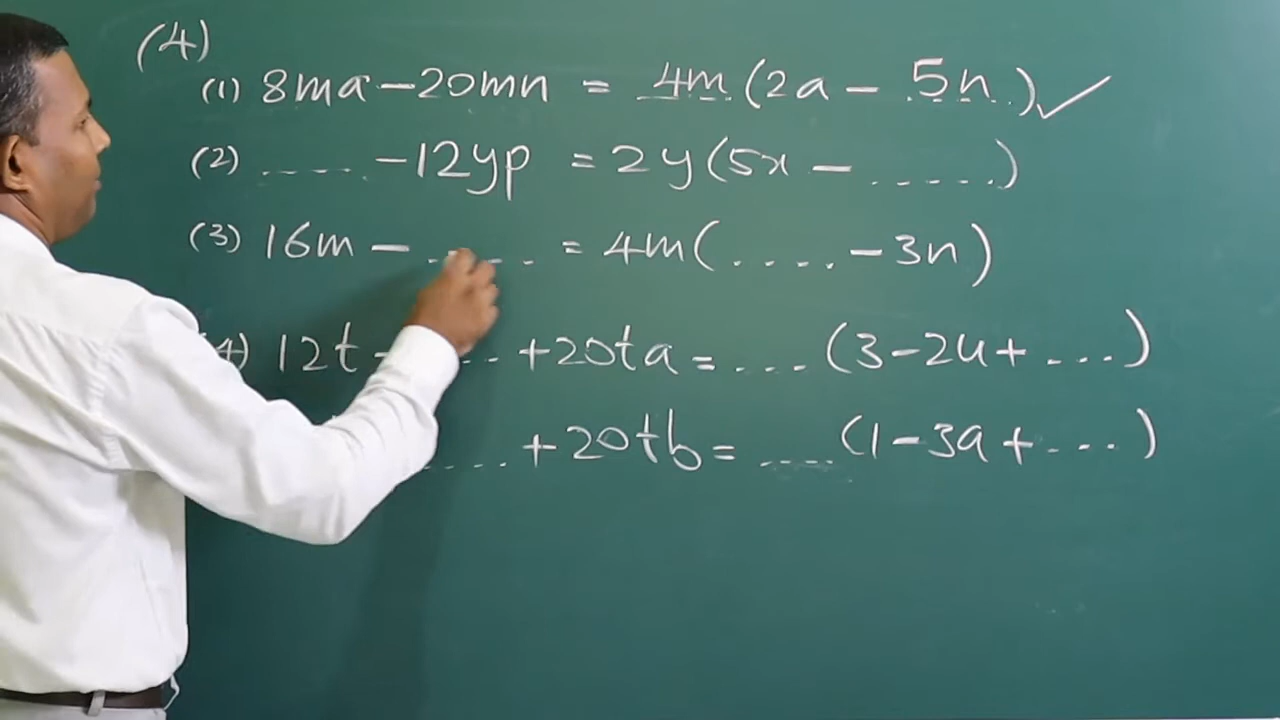 (4)
(1) 8ma - 20mn = 4m (2a - 5n)✓
(2) ...... - 12yp = 2y (5x - ......)
(3) 16m - ...... = 4m (.... - 3n)
4) 12t - ... + 20ta = .... (3 - 2u + ....)
.... + 20tb = .... (1 - 3a + ....)